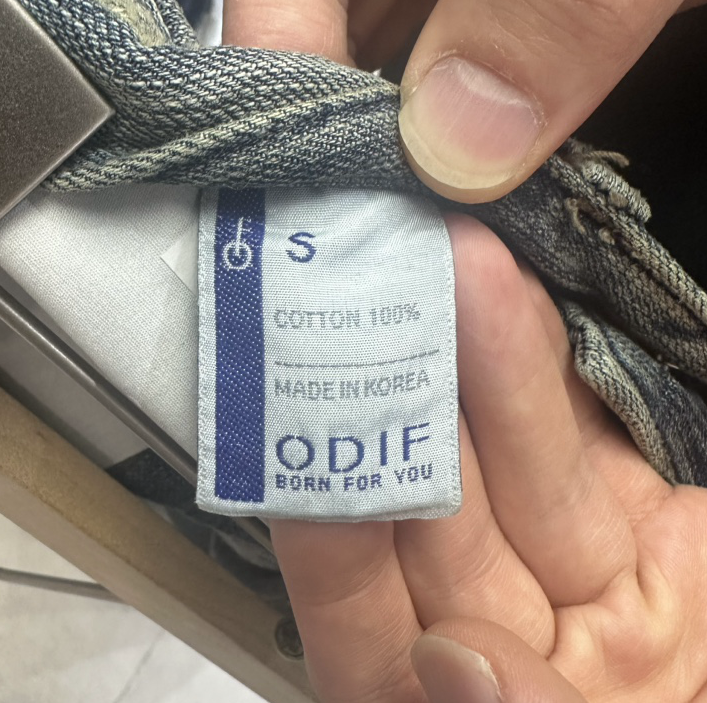 S
COTTON 100%
MADE IN KOREA
ODIF
BORN FOR YOU